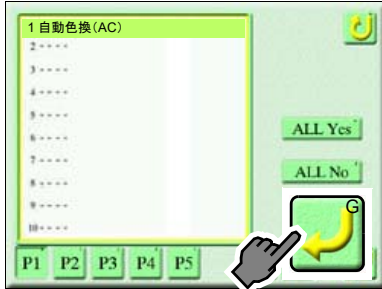 1 自動色換(AC)
2 - - - -
3 - - - -
4 - - - -
5 - - - -
6 - - - -
7 - - - -
8 - - - -
9 - - - -
10 - - - -
ALL Yes
ALL No
G
P1 P2 P3 P4 P5